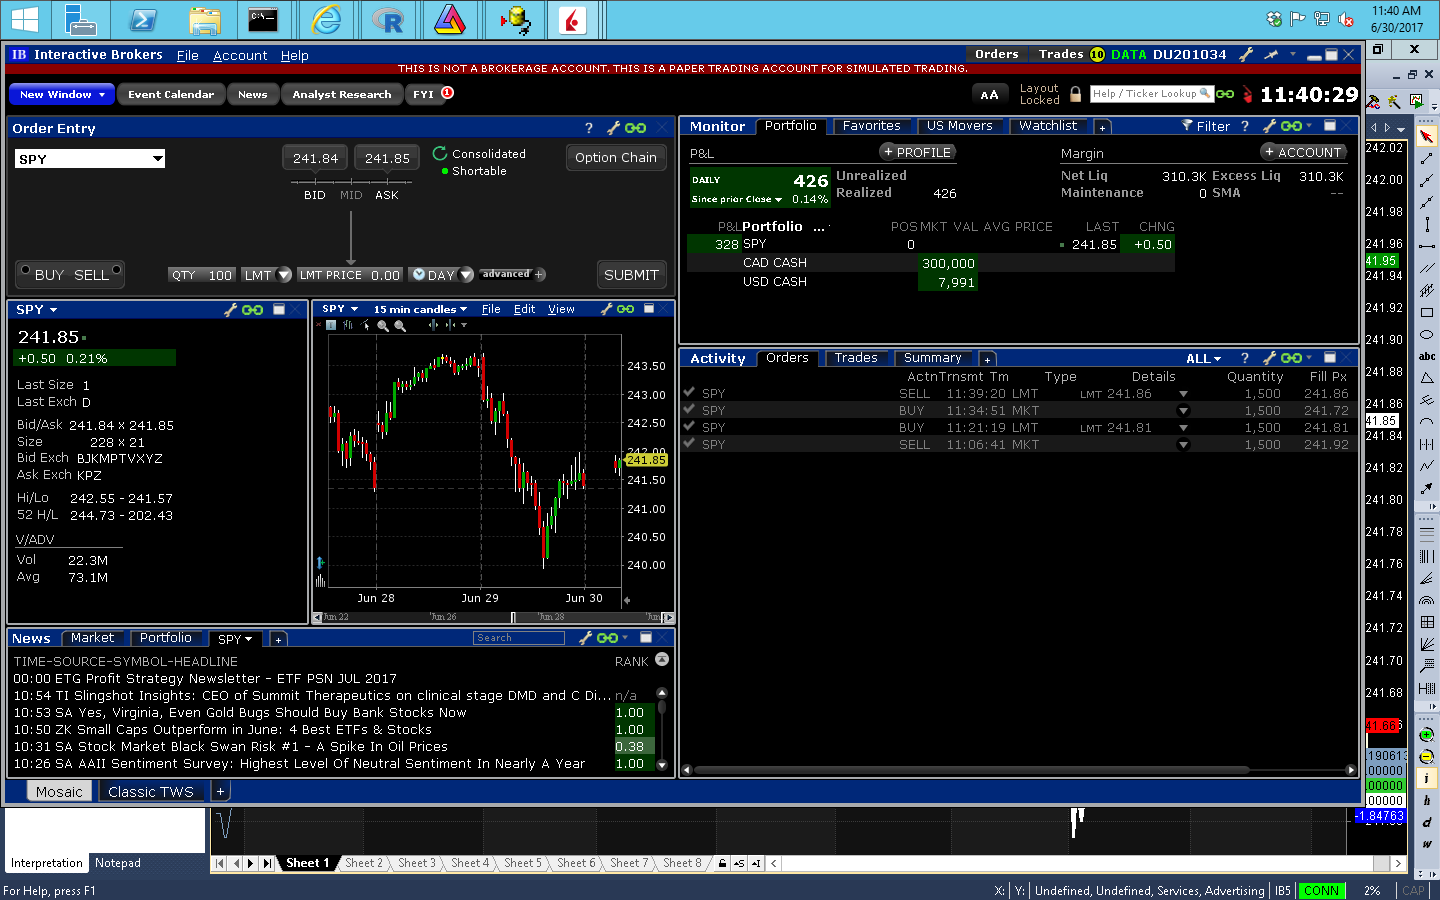 11:40 AM
6/30/2017
IB Interactive Brokers File Account Help Orders Trades 10 DATA DU201034
THIS IS NOT A BROKERAGE ACCOUNT. THIS IS A PAPER TRADING ACCOUNT FOR SIMULATED TRADING.
New Window Event Calendar News Analyst Research FYI 1 AA Layout Locked Help / Ticker Lookup 11:40:29
Order Entry ?
SPY 241.84 241.85 Consolidated Option Chain
Shortable
BID MID ASK
BUY SELL QTY 100 LMT LMT PRICE 0.00 DAY advanced + SUBMIT
Monitor Portfolio Favorites US Movers Watchlist + Filter ?
P&L + PROFILE Margin + ACCOUNT
DAILY 426 Unrealized Net Liq 310.3K Excess Liq 310.3K
Since prior Close 0.14% Realized 426 Maintenance 0 SMA --
P&L Portfolio ... POS MKT VAL AVG PRICE LAST CHNG
328 SPY 0 241.85 +0.50
CAD CASH 300,000
USD CASH 7,991
SPY
241.85
+0.50 0.21%
Last Size 1
Last Exch D
Bid/Ask 241.84 x 241.85
Size 228 x 21
Bid Exch BJKMPTVXYZ
Ask Exch KPZ
Hi/Lo 242.55 - 241.57
52 H/L 244.73 - 202.43
V/ADV
Vol 22.3M
Avg 73.1M
SPY 15 min candles File Edit View
243.50
243.00
242.50
242.00
241.85
241.50
241.00
240.50
240.00
Jun 28 Jun 29 Jun 30
Jun 22 Jun 26 Jun 28
Activity Orders Trades Summary + ALL ?
Actn Trnsmt Tm Type Details Quantity Fill Px
SPY SELL 11:39:20 LMT LMT 241.86 1,500 241.86
SPY BUY 11:34:51 MKT 1,500 241.72
SPY BUY 11:21:19 LMT LMT 241.81 1,500 241.81
SPY SELL 11:06:41 MKT 1,500 241.92
News Market Portfolio SPY + Search
TIME-SOURCE-SYMBOL-HEADLINE RANK
00:00 ETG Profit Strategy Newsletter - ETF PSN JUL 2017
10:54 TI Slingshot Insights: CEO of Summit Therapeutics on clinical stage DMD and C Di... n/a
10:53 SA Yes, Virginia, Even Gold Bugs Should Buy Bank Stocks Now 1.00
10:50 ZK Small Caps Outperform in June: 4 Best ETFs & Stocks 1.00
10:31 SA Stock Market Black Swan Risk #1 - A Spike In Oil Prices 0.38
10:26 SA AAII Sentiment Survey: Highest Level Of Neutral Sentiment In Nearly A Year 1.00
Mosaic Classic TWS +
242.02
242.00
241.98
241.96
41.95
241.94
241.92
241.90
241.88
241.86
41.85
241.84
241.82
241.80
241.78
241.76
241.74
241.72
241.70
241.68
190613
.00000
.00000
.00000
-1.84763
abc
i
h
d
w
Interpretation Notepad Sheet 1 Sheet 2 Sheet 3 Sheet 4 Sheet 5 Sheet 6 Sheet 7 Sheet 8
For Help, press F1 X: Y: Undefined, Undefined, Services, Advertising IB5 CONN 2% CAP